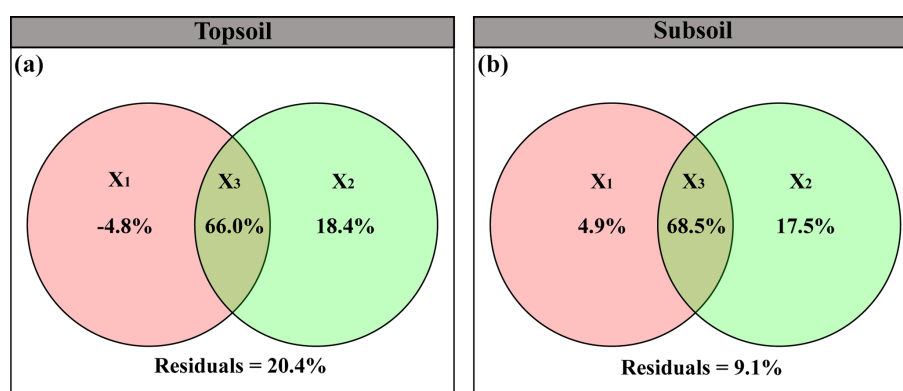 Topsoil
(a)
X1 X3 X2
-4.8% 66.0% 18.4%
Residuals = 20.4%
Subsoil
(b)
X1 X3 X2
4.9% 68.5% 17.5%
Residuals = 9.1%